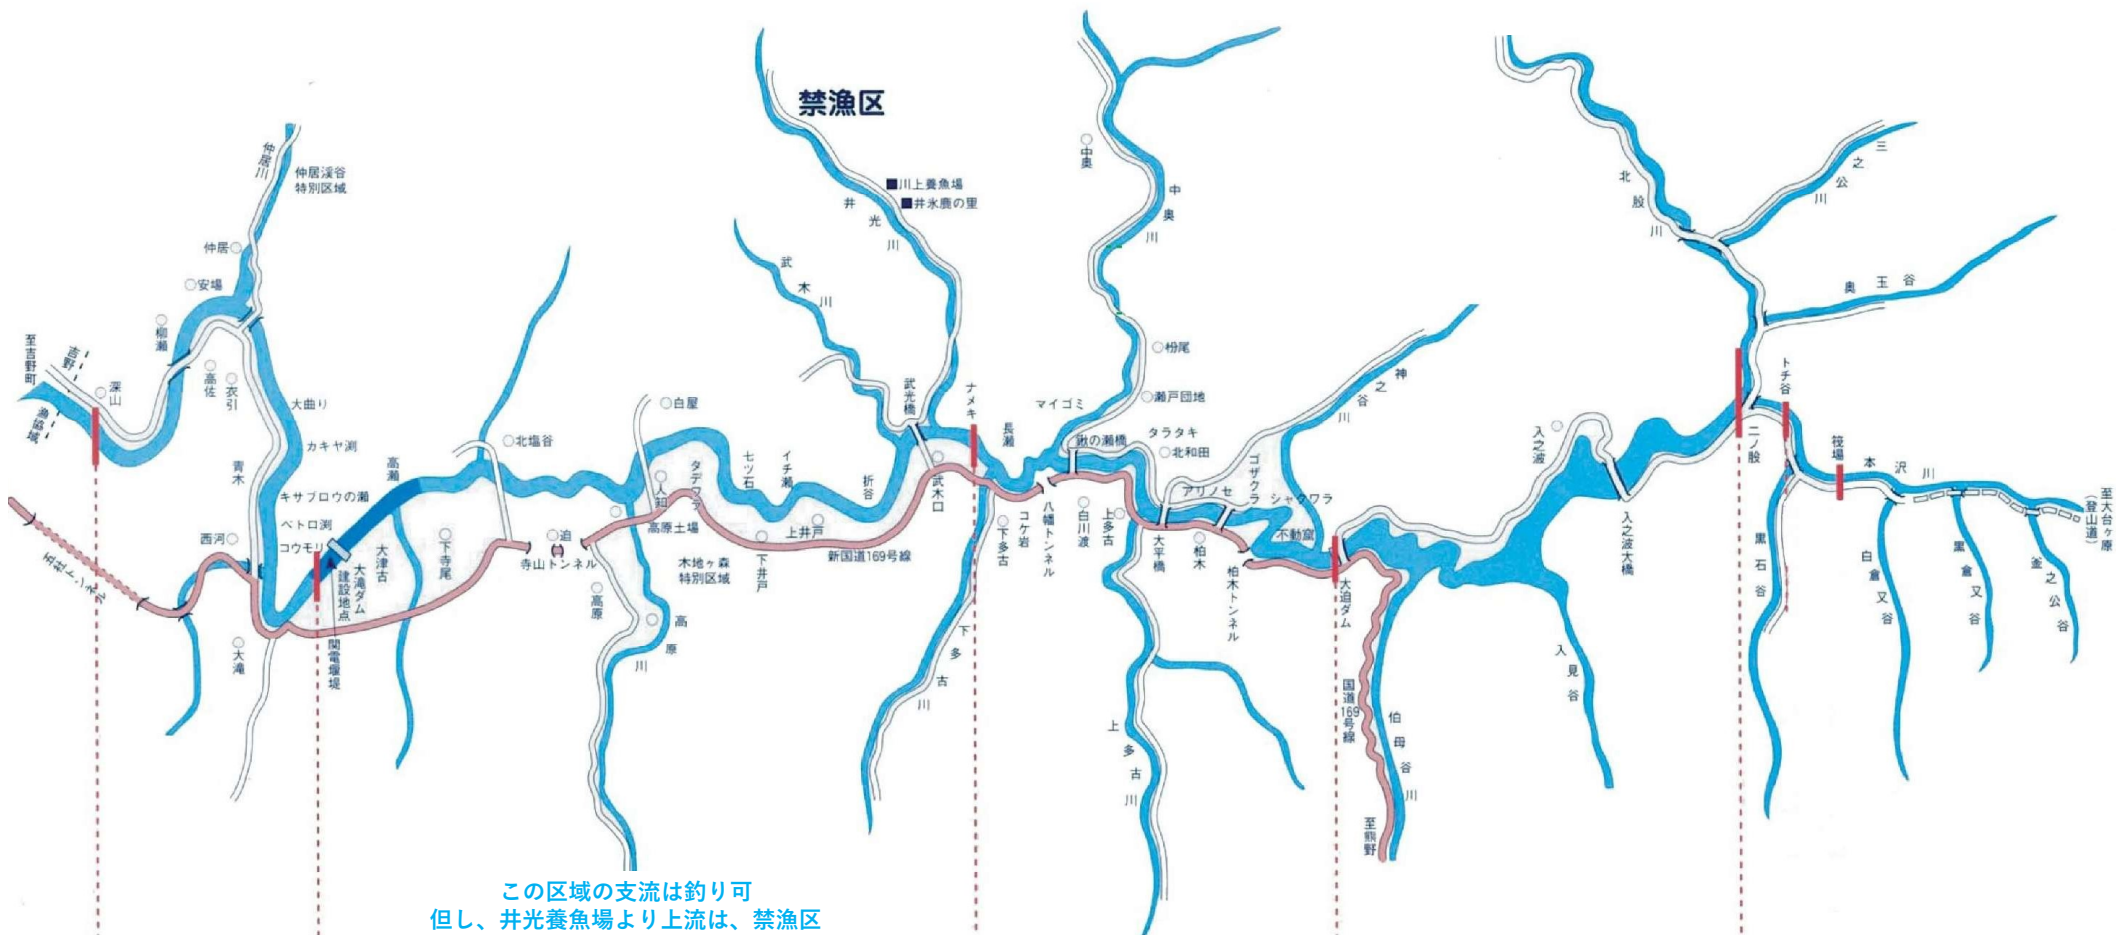 禁漁区
■川上養魚場
■井氷鹿の里
井光川
仲居川
仲居渓谷
特別区域
仲居
安場
柳瀬
至吉野町
吉野
漁協域
深山
高佐
衣引
大曲り
カキヤ渕
青木
キサブロウの瀬
ベトロ渕
コウモリ
西河
五社トンネル
大滝
高瀬
大津古
大滝ダム
建設地点
関電堰堤
下寺尾
北塩谷
迫
寺山トンネル
白屋
人知
高原土場
タデワラ
高原
高原川
木地ヶ森
特別区域
七ツ石
イチ瀬
上井戸
下井戸
折谷
新国道169号線
武木川
武光橋
武木口
ナメキ
長瀬
下多古
コケ岩
八幡トンネル
下多古川
マイゴミ
中奥
中奥川
枌尾
瀬戸団地
鍬の瀬橋
タラタキ
北和田
白川渡
上多古
大平橋
アリノセ
柏木
ゴザクラ
シャクワラ
不動窟
柏木トンネル
神之谷川
大迫ダム
上多古川
国道169号線
伯母谷川
至熊野
入之波
入之波大橋
入見谷
北股川
三之公川
奥玉谷
二ノ股
トチ谷
筏場
本沢川
黒石谷
白倉又谷
黒倉又谷
釜之公谷
至大台ヶ原
(登山道)
この区域の支流は釣り可
但し、井光養魚場より上流は、禁漁区